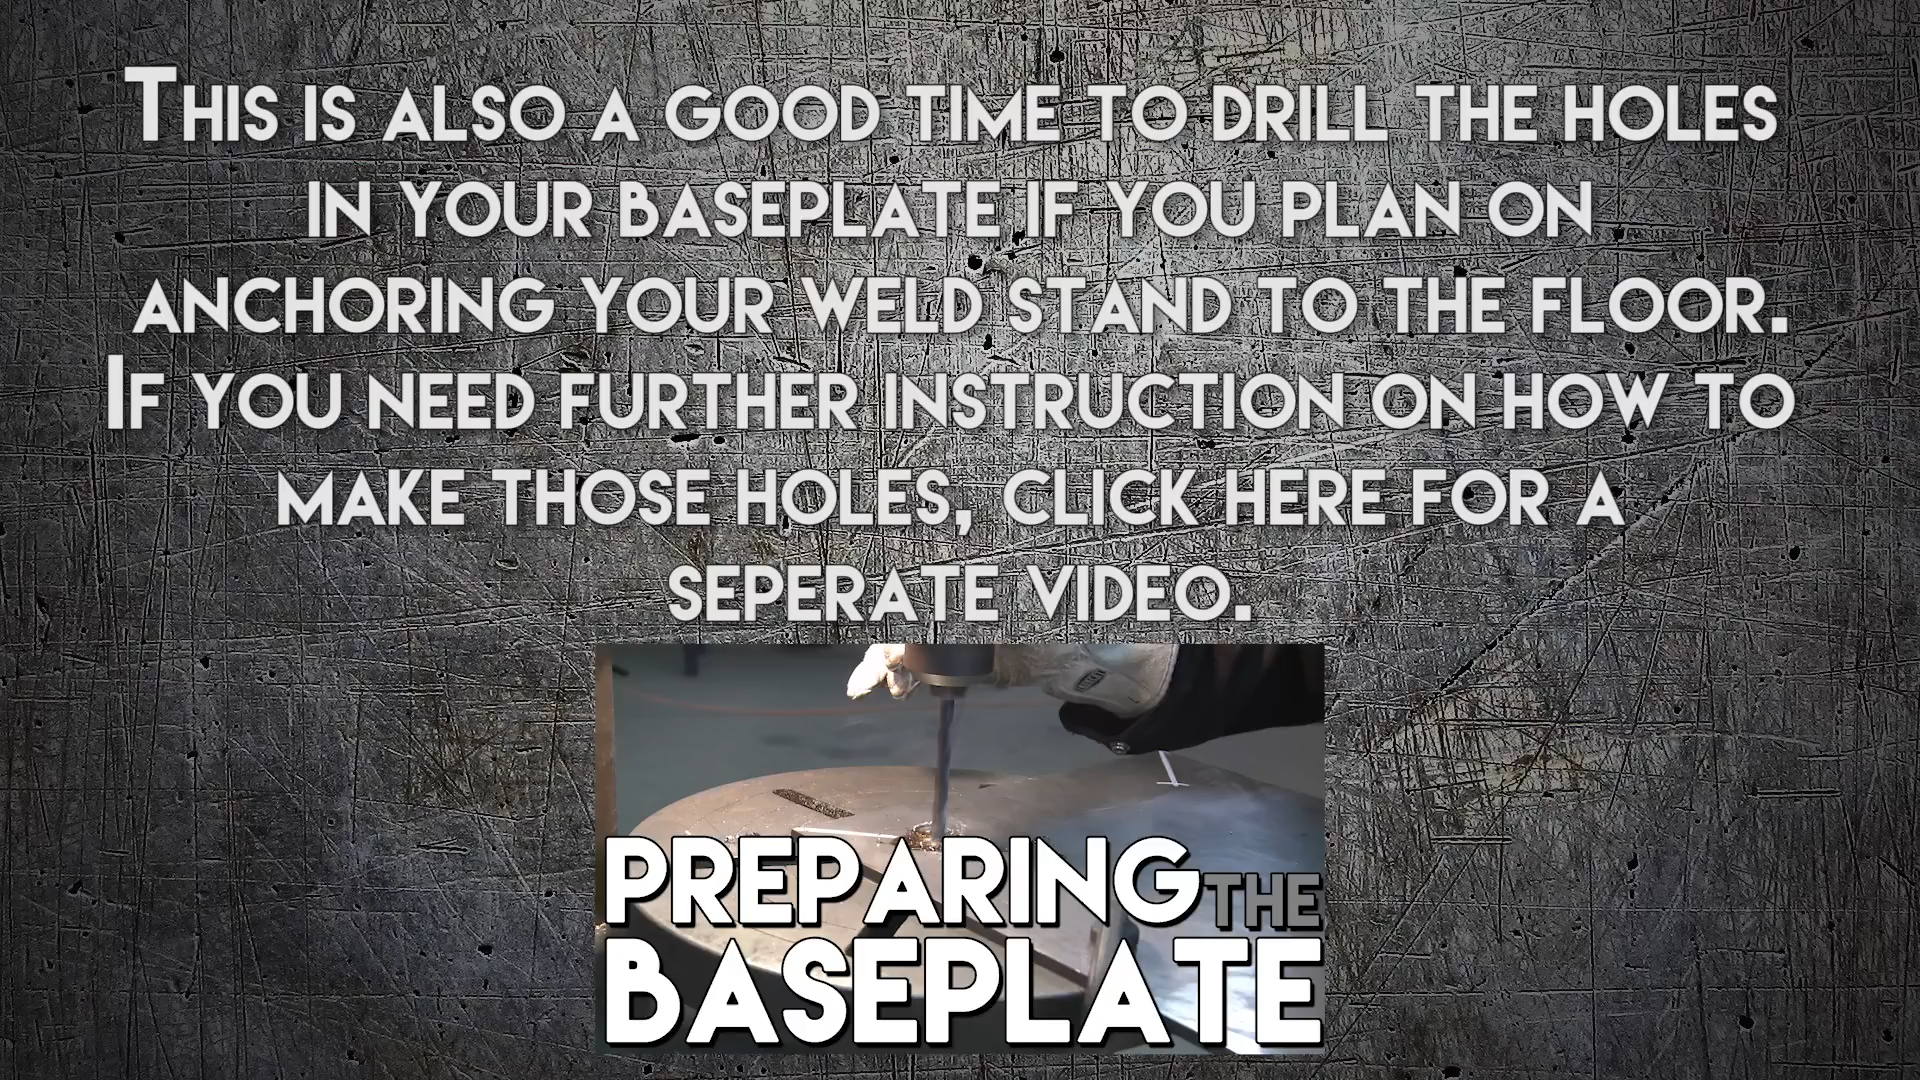 This is also a good time to drill the holes
in your baseplate if you plan on
anchoring your weld stand to the floor.
If you need further instruction on how to
make those holes, click here for a
seperate video.
PREPARING THE
BASEPLATE